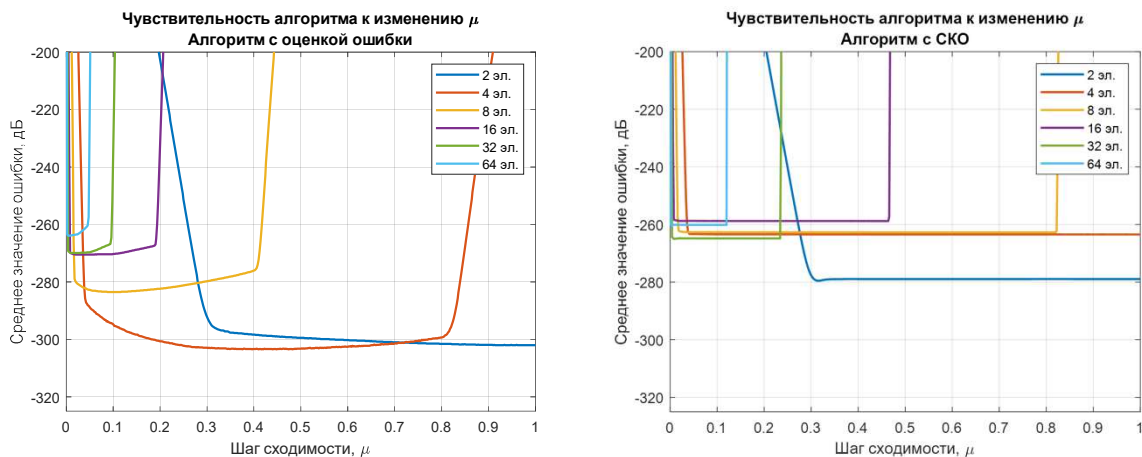 Чувствительность алгоритма к изменению μ
Алгоритм с оценкой ошибки
-200
-220
-240
-260
-280
-300
-320
Среднее значение ошибки, дБ
2 эл.
4 эл.
8 эл.
16 эл.
32 эл.
64 эл.
0 0.1 0.2 0.3 0.4 0.5 0.6 0.7 0.8 0.9 1
Шаг сходимости, μ
Чувствительность алгоритма к изменению μ
Алгоритм с СКО
-200
-220
-240
-260
-280
-300
-320
Среднее значение ошибки, дБ
2 эл.
4 эл.
8 эл.
16 эл.
32 эл.
64 эл.
0 0.1 0.2 0.3 0.4 0.5 0.6 0.7 0.8 0.9 1
Шаг сходимости, μ